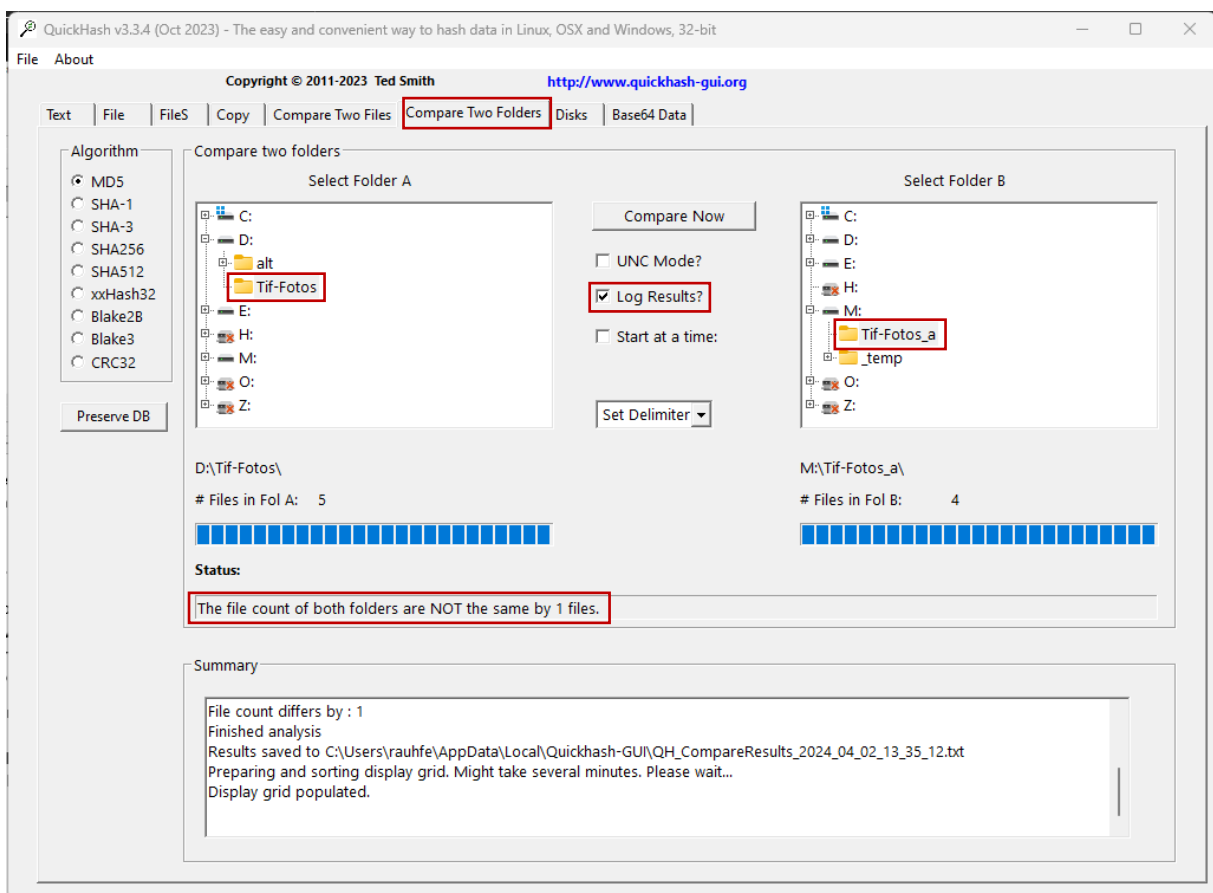 QuickHash v3.3.4 (Oct 2023) - The easy and convenient way to hash data in Linux, OSX and Windows, 32-bit
File About
Copyright © 2011-2023 Ted Smith http://www.quickhash-gui.org
Text File FileS Copy Compare Two Files Compare Two Folders Disks Base64 Data
Algorithm
MD5
SHA-1
SHA-3
SHA256
SHA512
xxHash32
Blake2B
Blake3
CRC32
Preserve DB
Compare two folders
Select Folder A
C:
D:
alt
Tif-Fotos
E:
H:
M:
O:
Z:
Compare Now
UNC Mode?
Log Results?
Start at a time:
Set Delimiter
Select Folder B
C:
D:
E:
H:
M:
Tif-Fotos_a
_temp
O:
Z:
D:\Tif-Fotos\
# Files in Fol A: 5
M:\Tif-Fotos_a\
# Files in Fol B: 4
Status:
The file count of both folders are NOT the same by 1 files.
Summary
File count differs by : 1
Finished analysis
Results saved to C:\Users\rauhfe\AppData\Local\Quickhash-GUI\QH_CompareResults_2024_04_02_13_35_12.txt
Preparing and sorting display grid. Might take several minutes. Please wait...
Display grid populated.